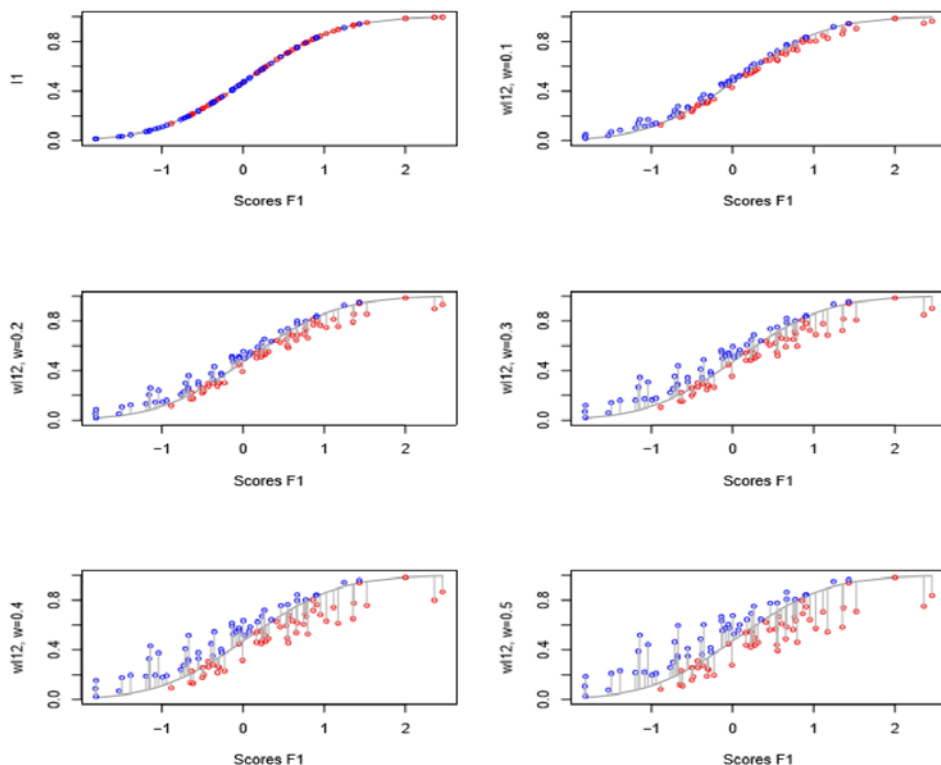 I1
0.0 0.4 0.8
−1 0 1 2
Scores F1
wI12, w=0.1
0.0 0.4 0.8
−1 0 1 2
Scores F1
wI12, w=0.2
0.0 0.4 0.8
−1 0 1 2
Scores F1
wI12, w=0.3
0.0 0.4 0.8
−1 0 1 2
Scores F1
wI12, w=0.4
0.0 0.4 0.8
−1 0 1 2
Scores F1
wI12, w=0.5
0.0 0.4 0.8
−1 0 1 2
Scores F1